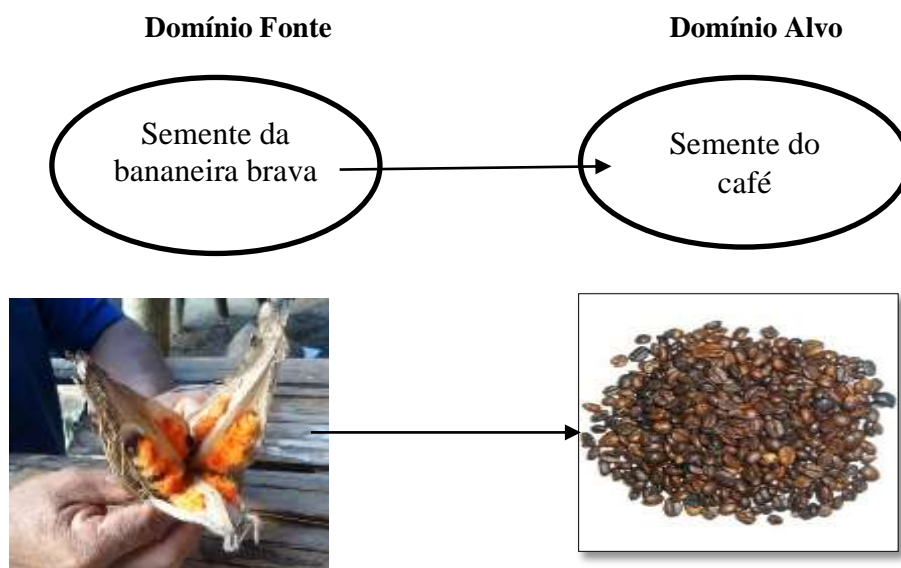 Domínio Fonte
Domínio Alvo
Semente da
bananeira brava
Semente do
café